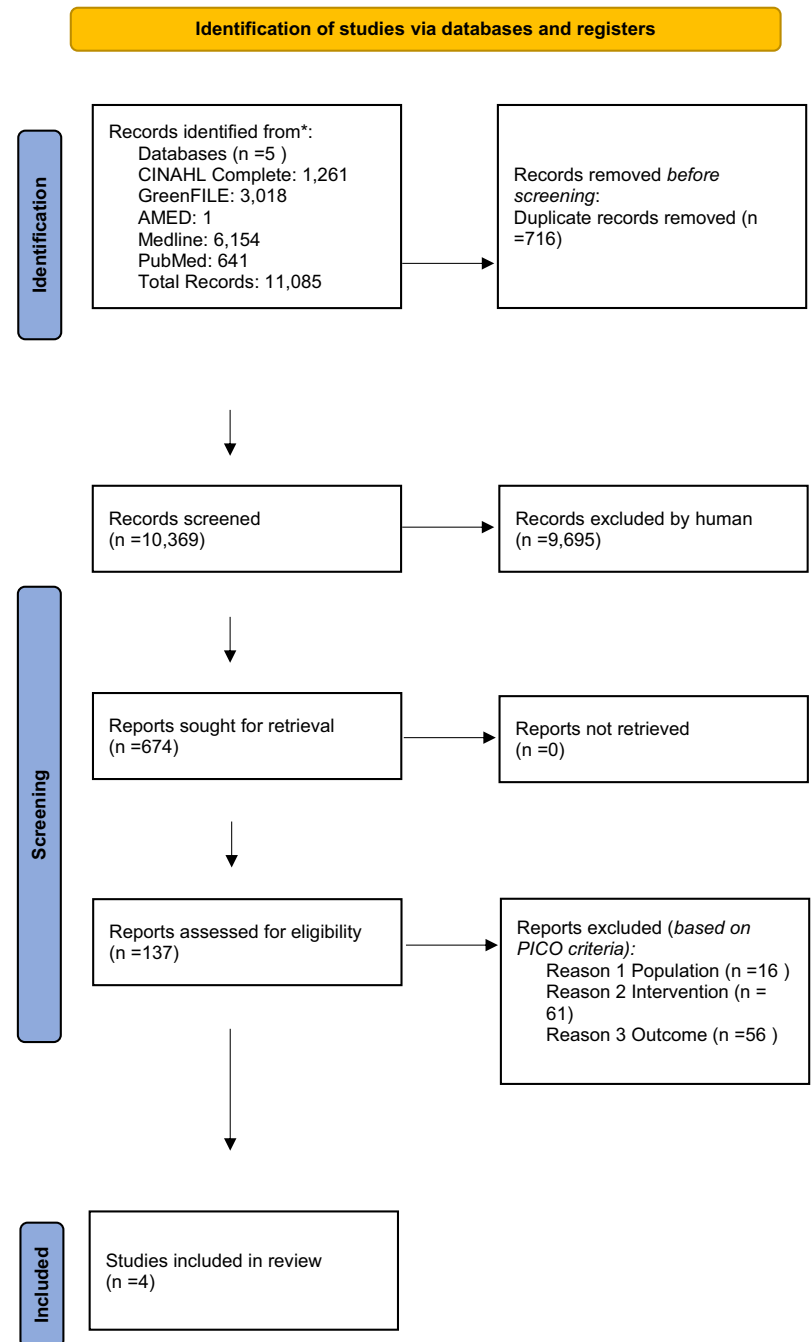 Identification of studies via databases and registers
Identification
Records identified from*:
Databases (n =5 )
CINAHL Complete: 1,261
GreenFILE: 3,018
AMED: 1
Medline: 6,154
PubMed: 641
Total Records: 11,085
Records removed before
screening:
Duplicate records removed (n
=716)
Screening
Records screened
(n =10,369)
Records excluded by human
(n =9,695)
Reports sought for retrieval
(n =674)
Reports not retrieved
(n =0)
Reports assessed for eligibility
(n =137)
Reports excluded (based on
PICO criteria):
Reason 1 Population (n =16 )
Reason 2 Intervention (n =
61)
Reason 3 Outcome (n =56 )
Included
Studies included in review
(n =4)